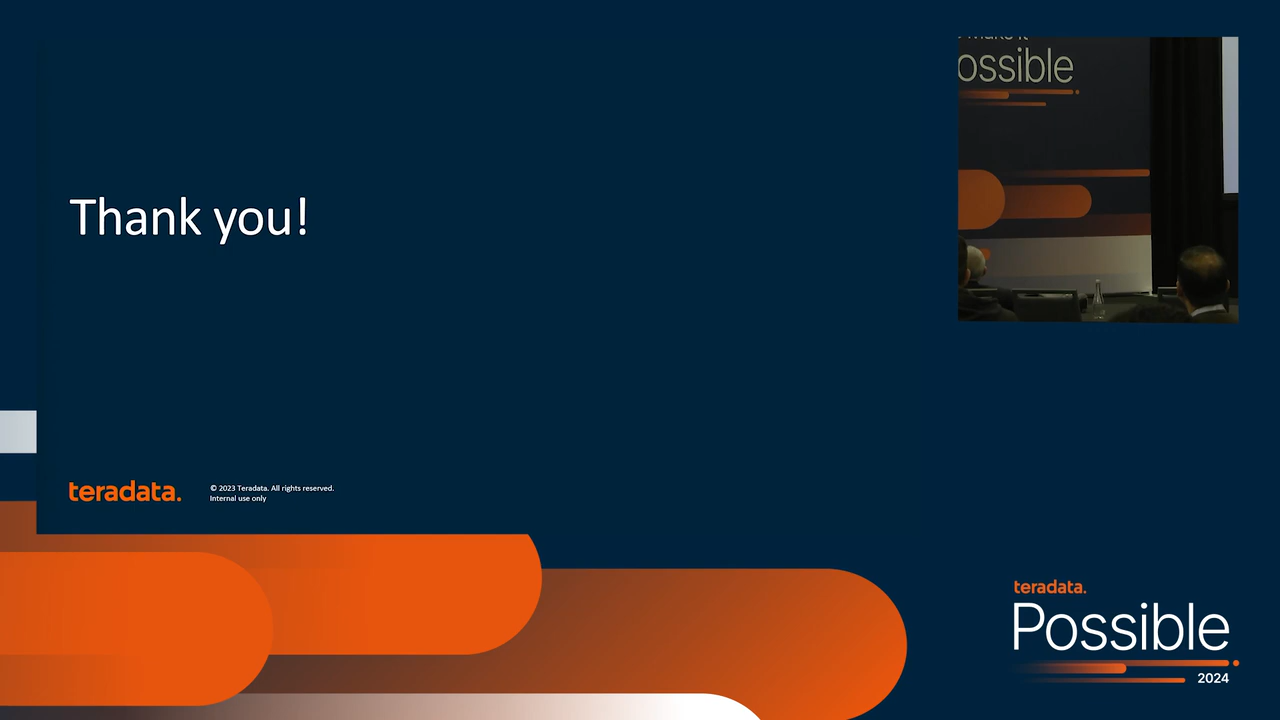 ossible
Thank you!
teradata.
© 2023 Teradata. All rights reserved.
Internal use only
teradata.
Possible
2024